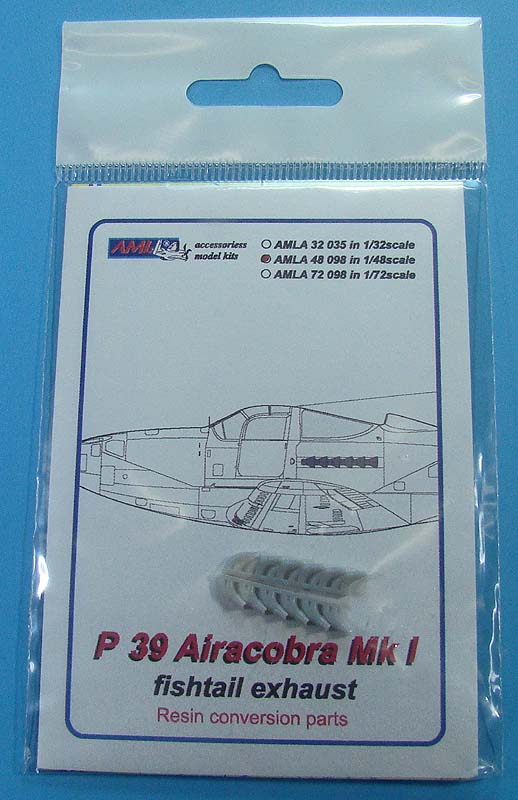 AML
accessoriess
model kits
AMLA 32 035 in 1/32scale
AMLA 48 098 in 1/48scale
AMLA 72 098 in 1/72scale
P 39 Airacobra Mk I
fishtail exhaust
Resin conversion parts